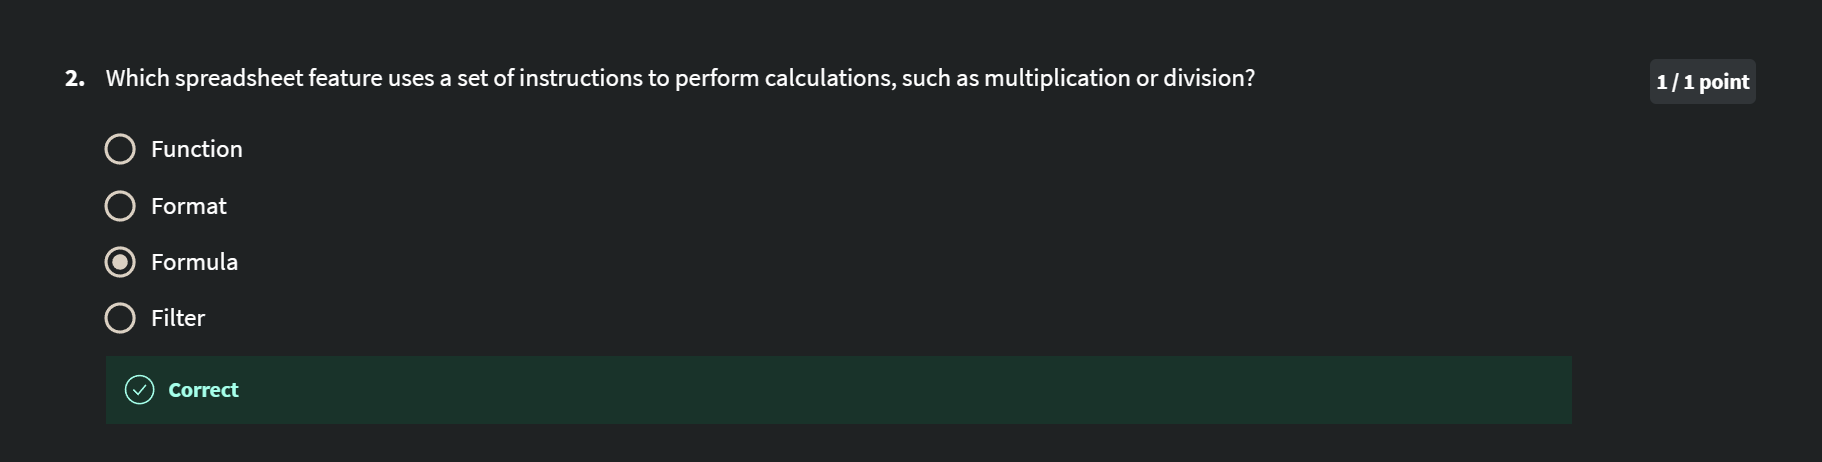 2. Which spreadsheet feature uses a set of instructions to perform calculations, such as multiplication or division?
1 / 1 point
Function
Format
Formula
Filter
Correct